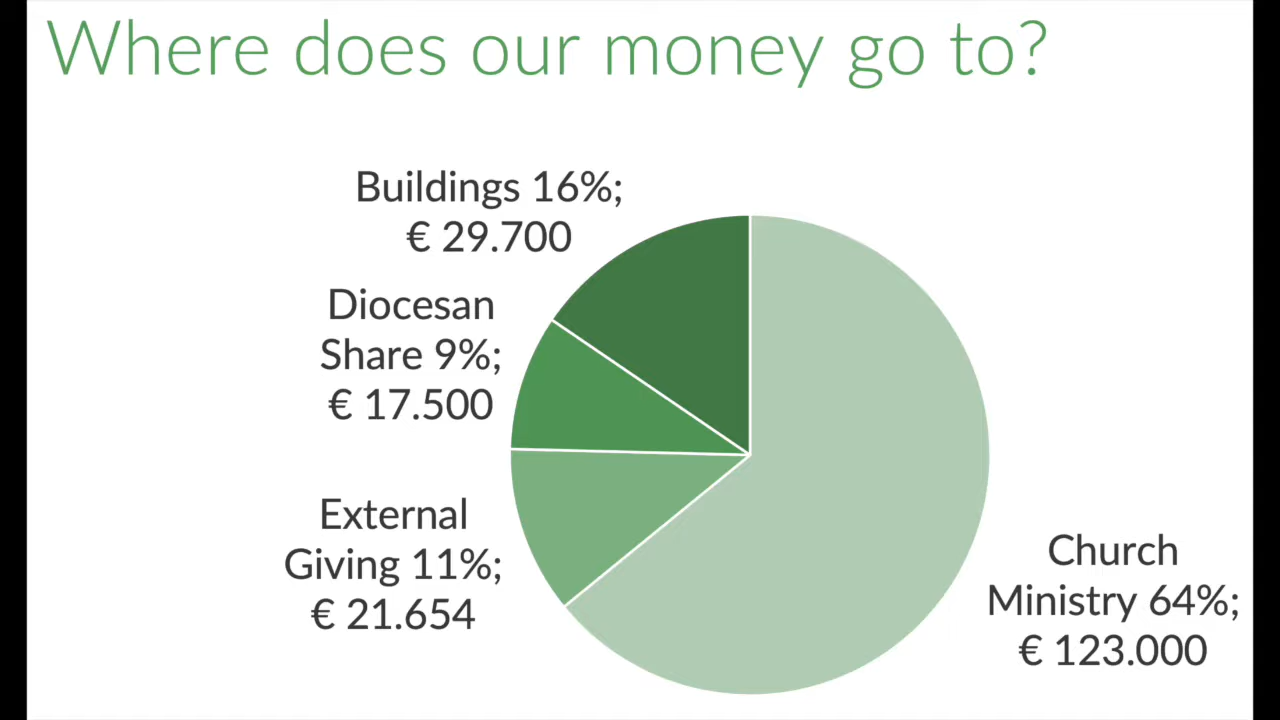 Where does our money go to?
Buildings 16%;
€ 29.700
Diocesan
Share 9%;
€ 17.500
External
Giving 11%;
€ 21.654
Church
Ministry 64%;
€ 123.000